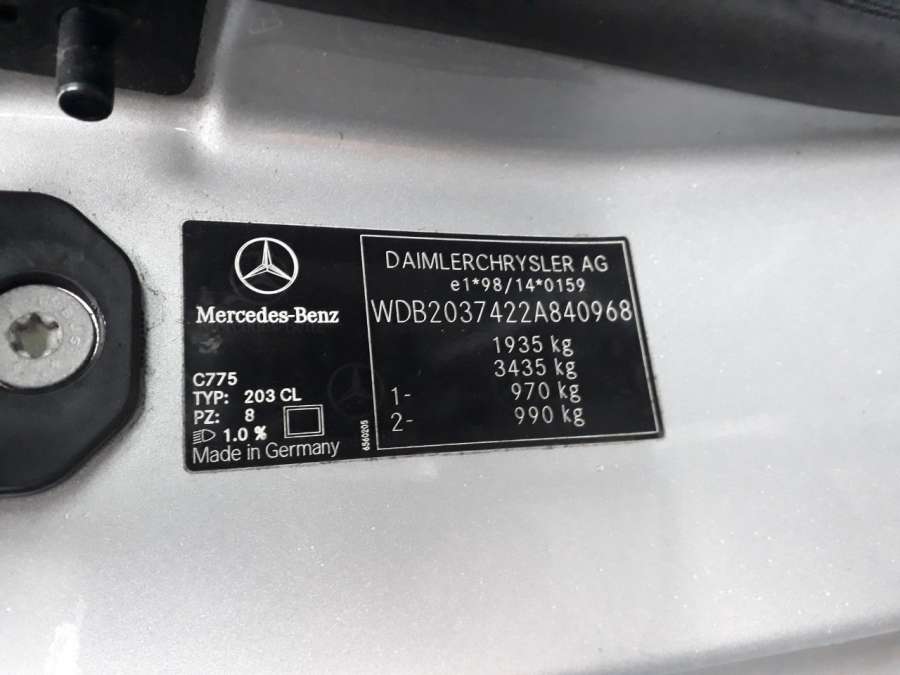 Mercedes-Benz
C775
TYP: 203 CL
PZ: 8
1.0 %
Made in Germany
6560205
DAIMLERCHRYSLER AG
e1*98/14*0159
WDB2037422A840968
1935 kg
3435 kg
1- 970 kg
2- 990 kg